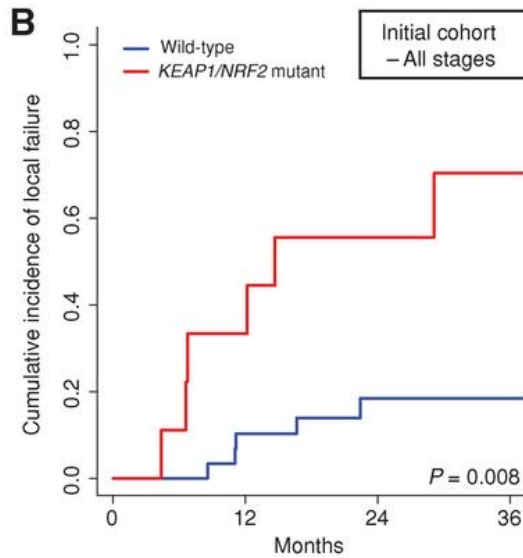 B
Wild-type
KEAP1/NRF2 mutant
Initial cohort
– All stages
Cumulative incidence of local failure
1.0
0.8
0.6
0.4
0.2
0.0
P = 0.008
0 12 24 36
Months